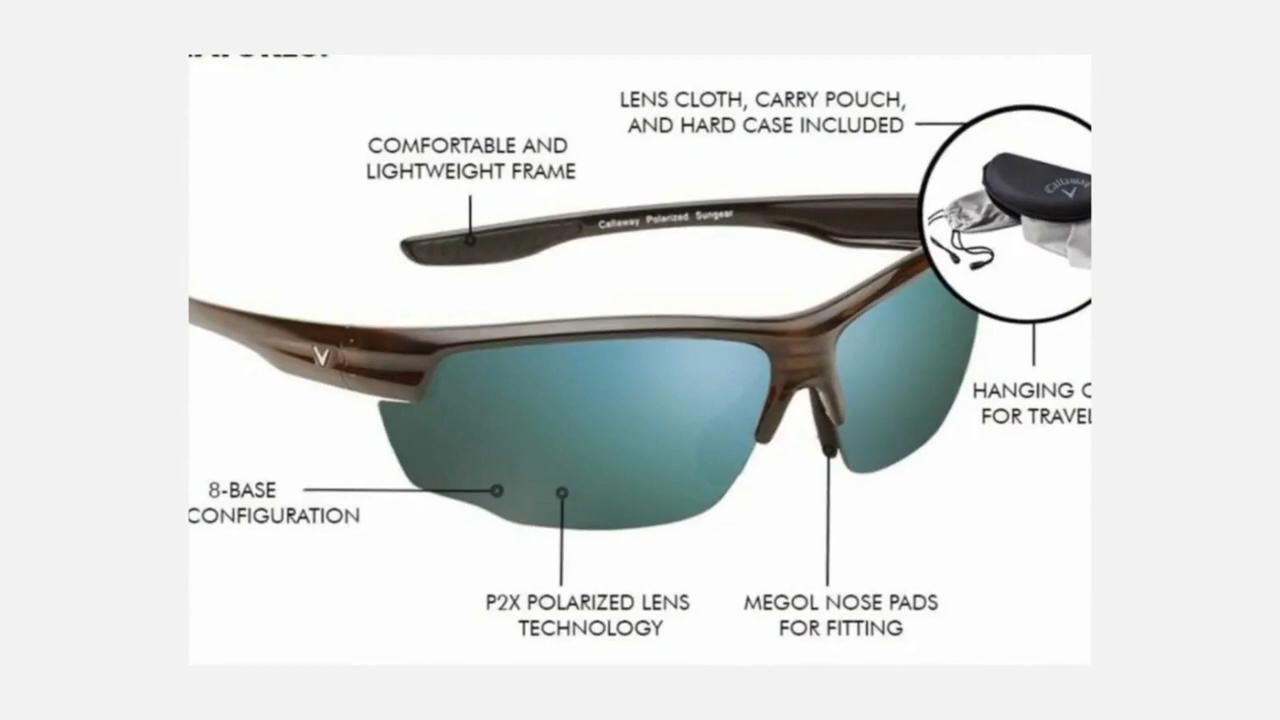 LENS CLOTH, CARRY POUCH,
AND HARD CASE INCLUDED
COMFORTABLE AND
LIGHTWEIGHT FRAME
Callaway
Callaway Polarized Sungear
HANGING C
FOR TRAVEL
8-BASE
CONFIGURATION
P2X POLARIZED LENS
TECHNOLOGY
MEGOL NOSE PADS
FOR FITTING